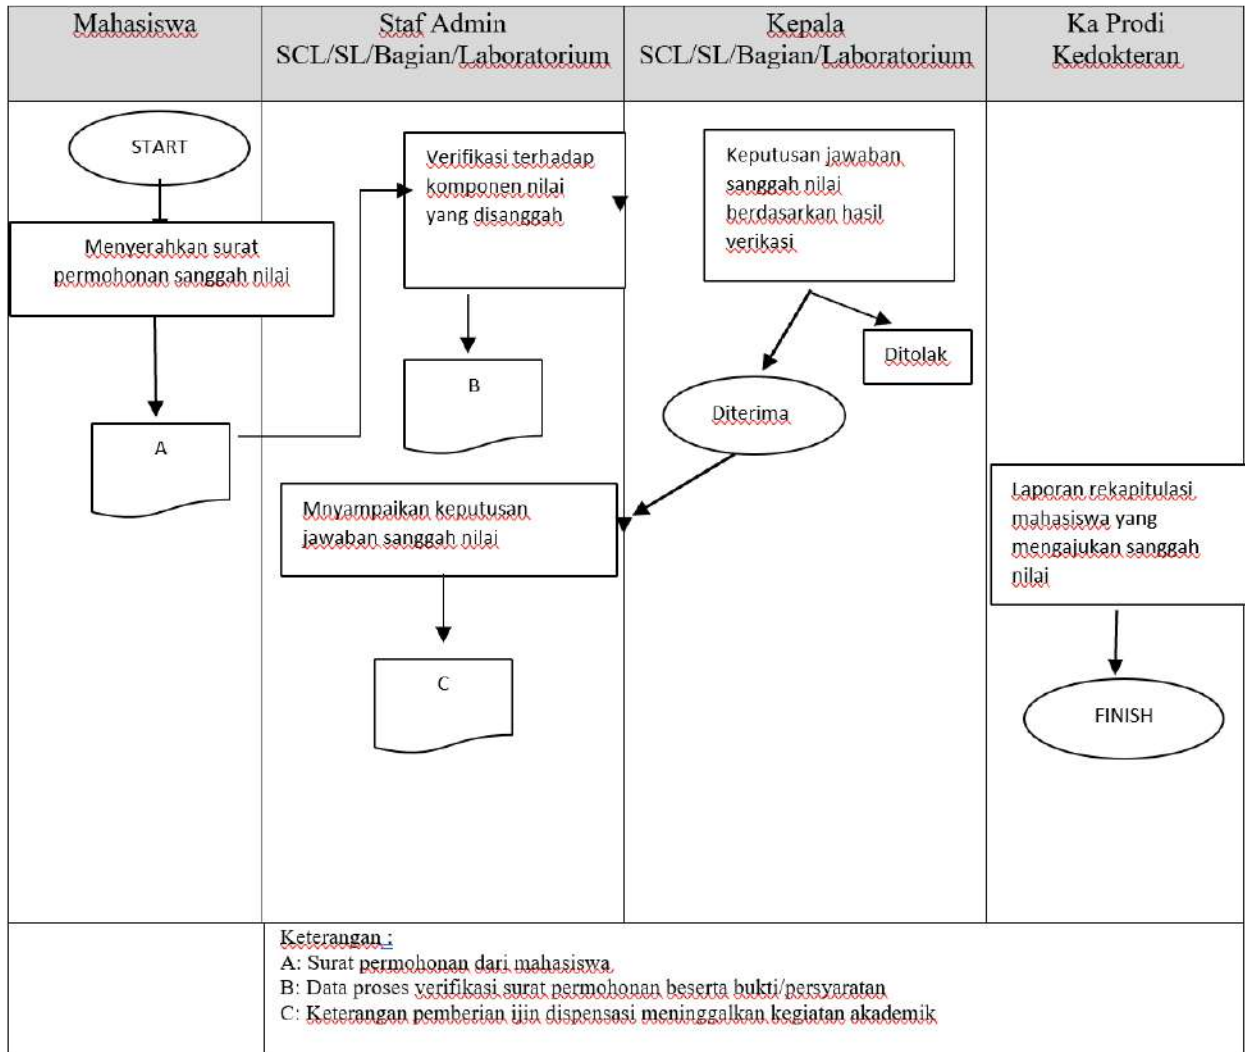 Mahasiswa
Staf Admin
SCL/SL/Bagian/Laboratorium
Kepala
SCL/SL/Bagian/Laboratorium
Ka Prodi
Kedokteran
START
Menyerahkan surat
permohonan sanggah nilai
A
Verifikasi terhadap
komponen nilai
yang disanggah
B
Mnyampaikan keputusan
jawaban sanggah nilai
C
Keputusan jawaban
sanggah nilai
berdasarkan hasil
verikasi
Ditolak
Diterima
Laporan rekapitulasi
mahasiswa yang
mengajukan sanggah
nilai
FINISH
Keterangan :
A: Surat permohonan dari mahasiswa
B: Data proses verifikasi surat permohonan beserta bukti/persyaratan
C: Keterangan pemberian ijin dispensasi meninggalkan kegiatan akademik